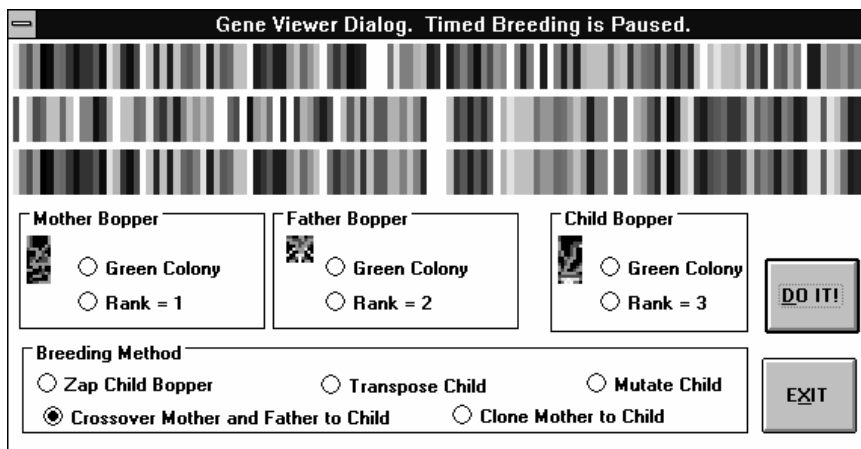 Gene Viewer Dialog. Timed Breeding is Paused.
Mother Bopper
Green Colony
Rank = 1
Father Bopper
Green Colony
Rank = 2
Child Bopper
Green Colony
Rank = 3
DO IT!
Breeding Method
Zap Child Bopper
Transpose Child
Mutate Child
Crossover Mother and Father to Child
Clone Mother to Child
EXIT